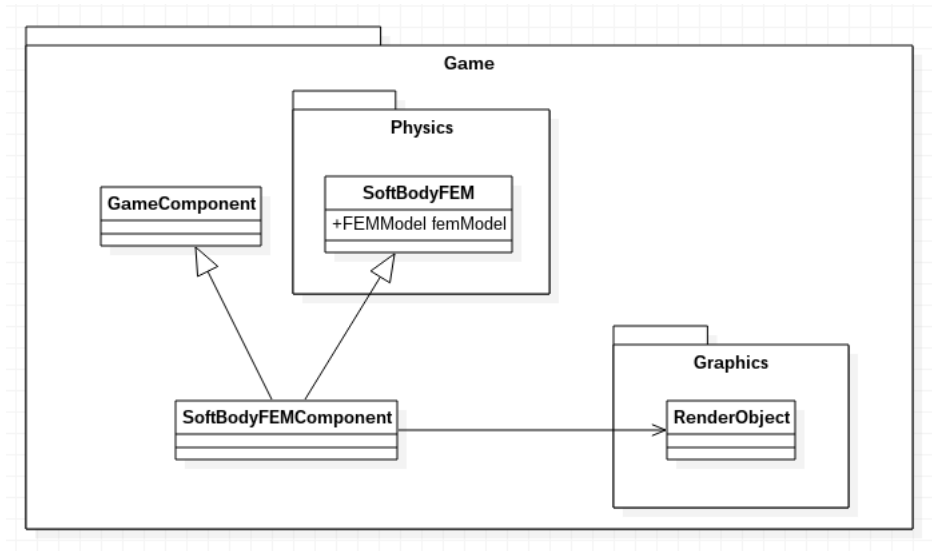 Game
Physics
SoftBodyFEM
+FEMModel femModel
GameComponent
SoftBodyFEMComponent
Graphics
RenderObject